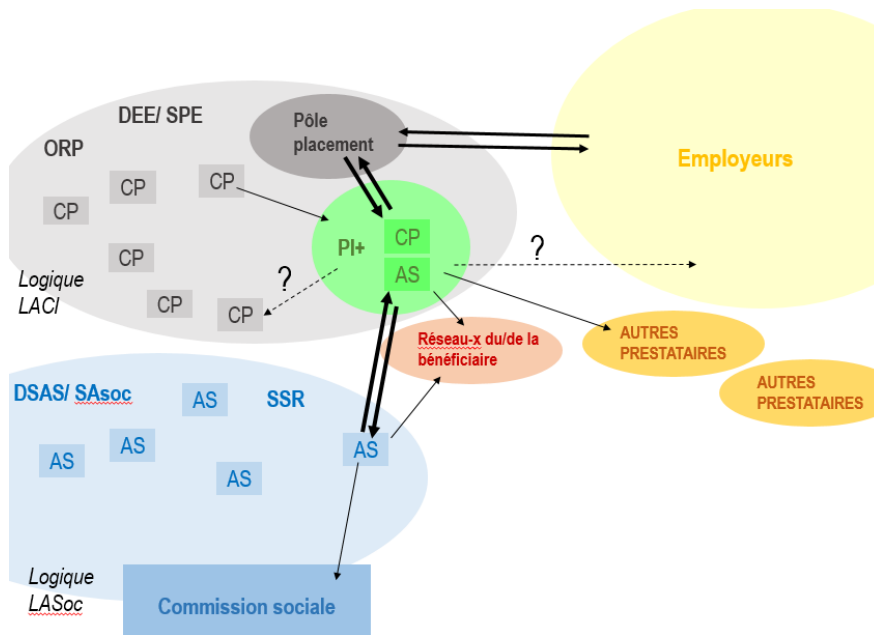 DEE/ SPE
ORP
Pôle
placement
Employeurs
CP
CP
CP
CP
CP
CP
PI+
CP
AS
?
?
Logique
LACI
Réseau-x du/de la
bénéficiaire
AUTRES
PRESTATAIRES
AUTRES
PRESTATAIRES
DSAS/ SAsoc
SSR
AS
AS
AS
AS
AS
Logique
LASoc
Commission sociale